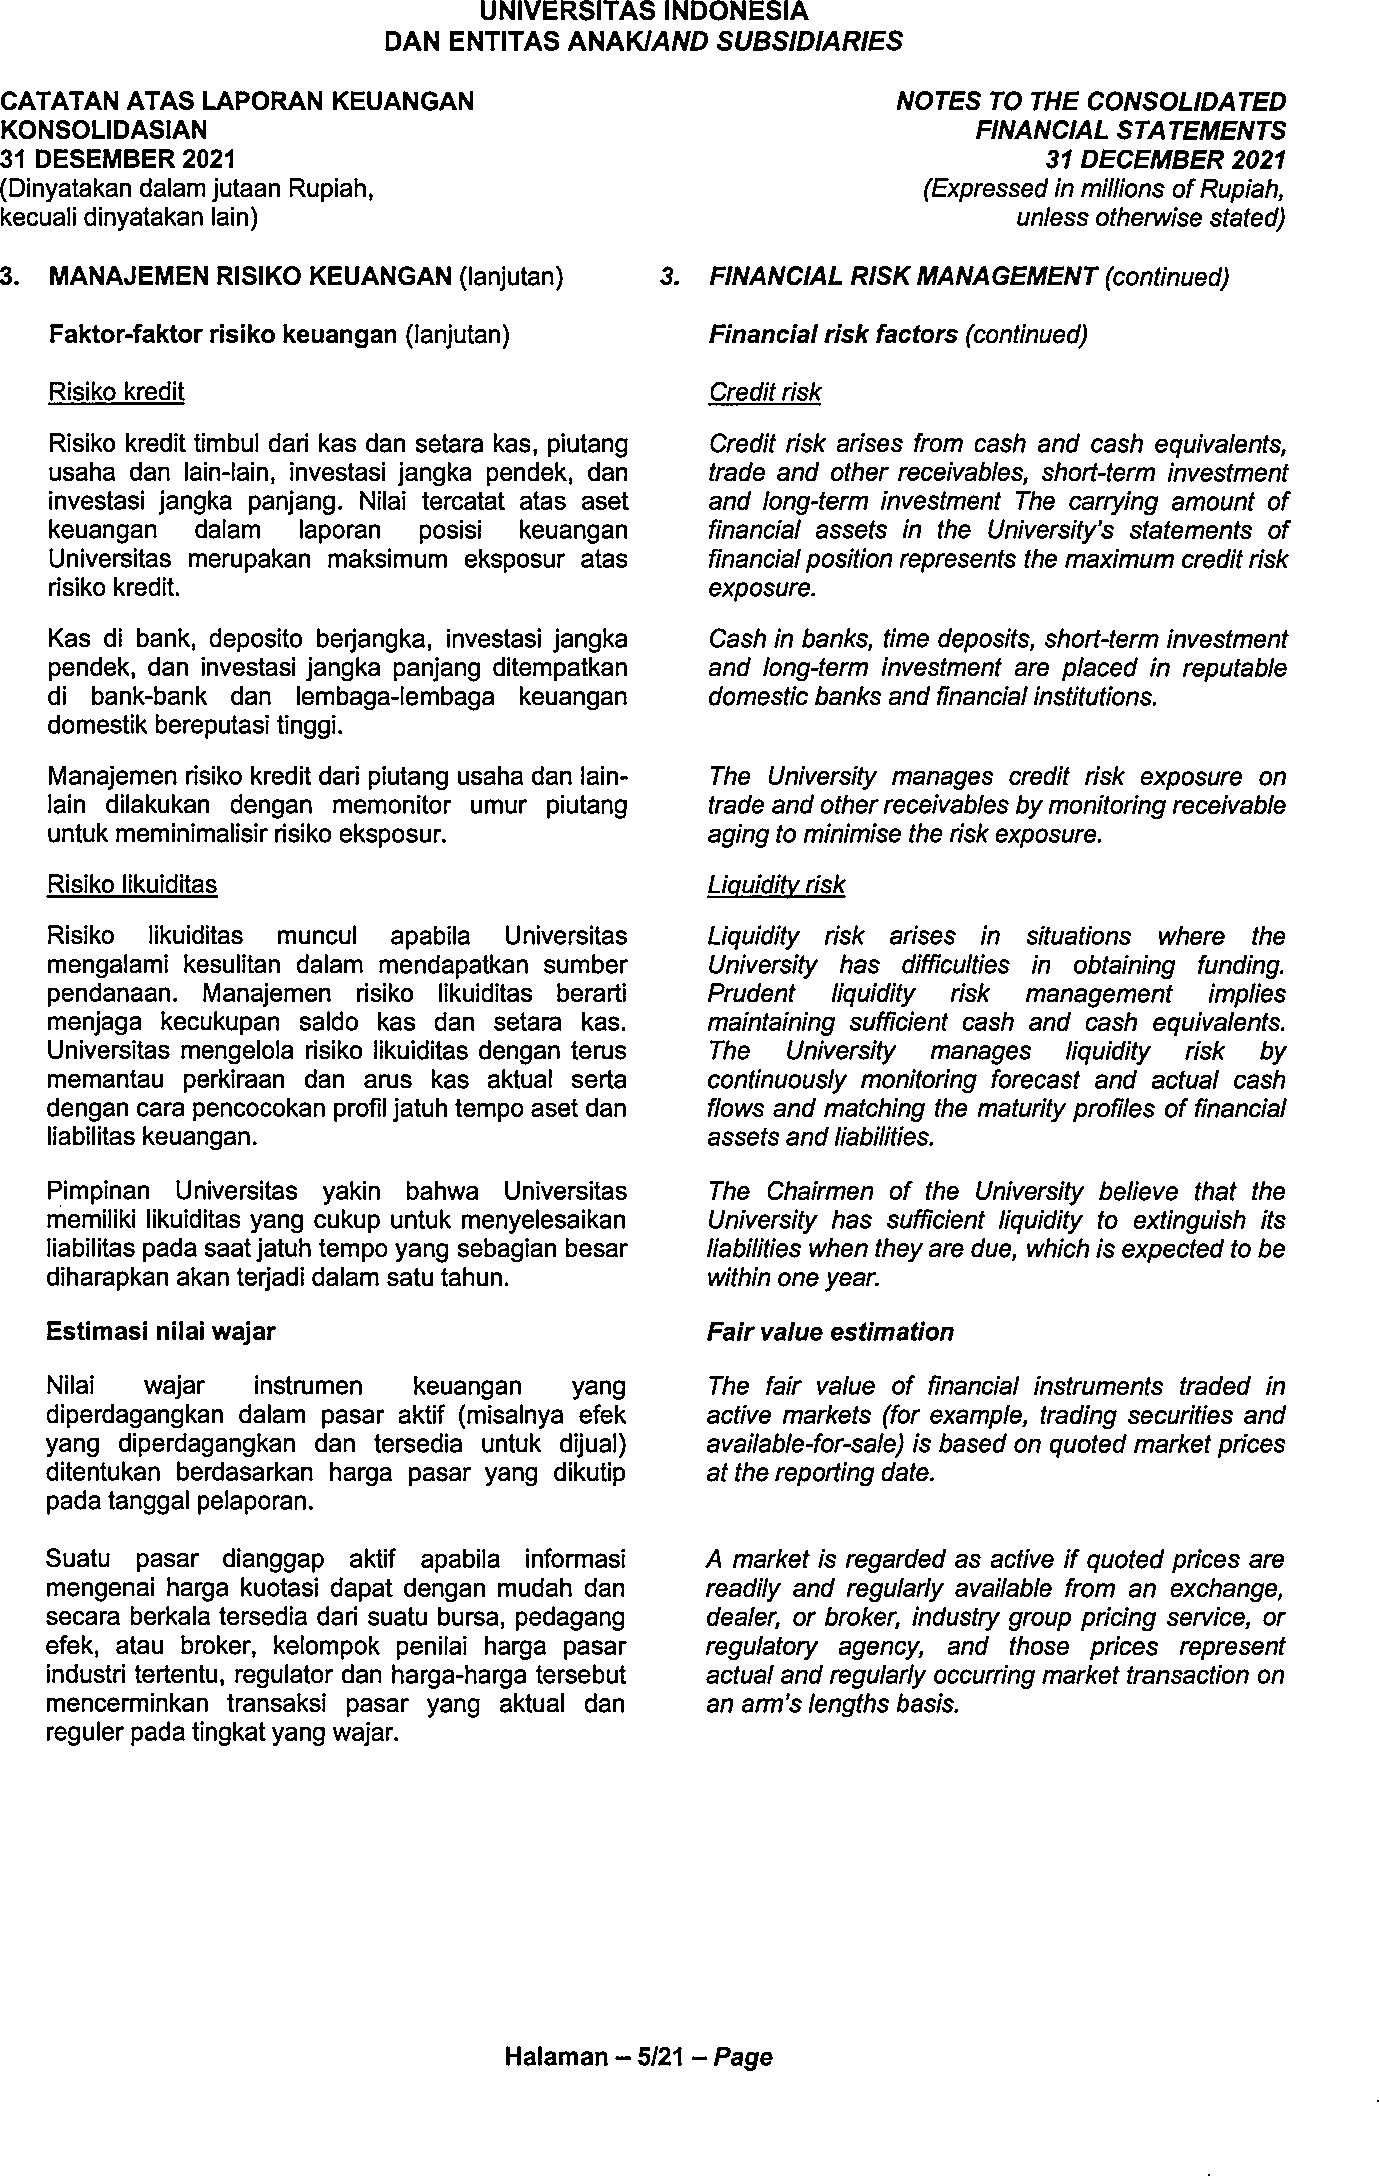 UNIVERSITAS INDONESIA
DAN ENTITAS ANAK/AND SUBSIDIARIES
CATATAN ATAS LAPORAN KEUANGAN
KONSOLIDASIAN
31 DESEMBER 2021
(Dinyatakan dalam jutaan Rupiah,
kecuali dinyatakan lain)
NOTES TO THE CONSOLIDATED
FINANCIAL STATEMENTS
31 DECEMBER 2021
(Expressed in millions of Rupiah,
unless otherwise stated)
3. MANAJEMEN RISIKO KEUANGAN (lanjutan)
Faktor-faktor risiko keuangan (lanjutan)
Risiko kredit
Risiko kredit timbul dari kas dan setara kas, piutang
usaha dan lain-lain, investasi jangka pendek, dan
investasi jangka panjang. Nilai tercatat atas aset
keuangan dalam laporan posisi keuangan
Universitas merupakan maksimum eksposur atas
risiko kredit.
Kas di bank, deposito berjangka, investasi jangka
pendek, dan investasi jangka panjang ditempatkan
di bank-bank dan lembaga-lembaga keuangan
domestik bereputasi tinggi.
Manajemen risiko kredit dari piutang usaha dan lain-
lain dilakukan dengan memonitor umur piutang
untuk meminimalisir risiko eksposur.
Risiko likuiditas
Risiko likuiditas muncul apabila Universitas
mengalami kesulitan dalam mendapatkan sumber
pendanaan. Manajemen risiko likuiditas berarti
menjaga kecukupan saldo kas dan setara kas.
Universitas mengelola risiko likuiditas dengan terus
memantau perkiraan dan arus kas aktual serta
dengan cara pencocokan profil jatuh tempo aset dan
liabilitas keuangan.
Pimpinan Universitas yakin bahwa Universitas
memiliki likuiditas yang cukup untuk menyelesaikan
liabilitas pada saat jatuh tempo yang sebagian besar
diharapkan akan terjadi dalam satu tahun.
Estimasi nilai wajar
Nilai wajar instrumen keuangan yang
diperdagangkan dalam pasar aktif (misalnya efek
yang diperdagangkan dan tersedia untuk dijual)
ditentukan berdasarkan harga pasar yang dikutip
pada tanggal pelaporan.
Suatu pasar dianggap aktif apabila informasi
mengenai harga kuotasi dapat dengan mudah dan
secara berkala tersedia dari suatu bursa, pedagang
efek, atau broker, kelompok penilai harga pasar
industri tertentu, regulator dan harga-harga tersebut
mencerminkan transaksi pasar yang aktual dan
reguler pada tingkat yang wajar.
3. FINANCIAL RISK MANAGEMENT (continued)
Financial risk factors (continued)
Credit risk
Credit risk arises from cash and cash equivalents,
trade and other receivables, short-term investment
and long-term investment The carrying amount of
financial assets in the University's statements of
financial position represents the maximum credit risk
exposure.
Cash in banks, time deposits, short-term investment
and long-term investment are placed in reputable
domestic banks and financial institutions.
The University manages credit risk exposure on
trade and other receivables by monitoring receivable
aging to minimise the risk exposure.
Liquidity risk
Liquidity risk arises in situations where the
University has difficulties in obtaining funding.
Prudent liquidity risk management implies
maintaining sufficient cash and cash equivalents.
The University manages liquidity risk by
continuously monitoring forecast and actual cash
flows and matching the maturity profiles of financial
assets and liabilities.
The Chairmen of the University believe that the
University has sufficient liquidity to extinguish its
liabilities when they are due, which is expected to be
within one year.
Fair value estimation
The fair value of financial instruments traded in
active markets (for example, trading securities and
available-for-sale) is based on quoted market prices
at the reporting date.
A market is regarded as active if quoted prices are
readily and regularly available from an exchange,
dealer, or broker, industry group pricing service, or
regulatory agency, and those prices represent
actual and regularly occurring market transaction on
an arm's lengths basis.
Halaman – 5/21 – Page